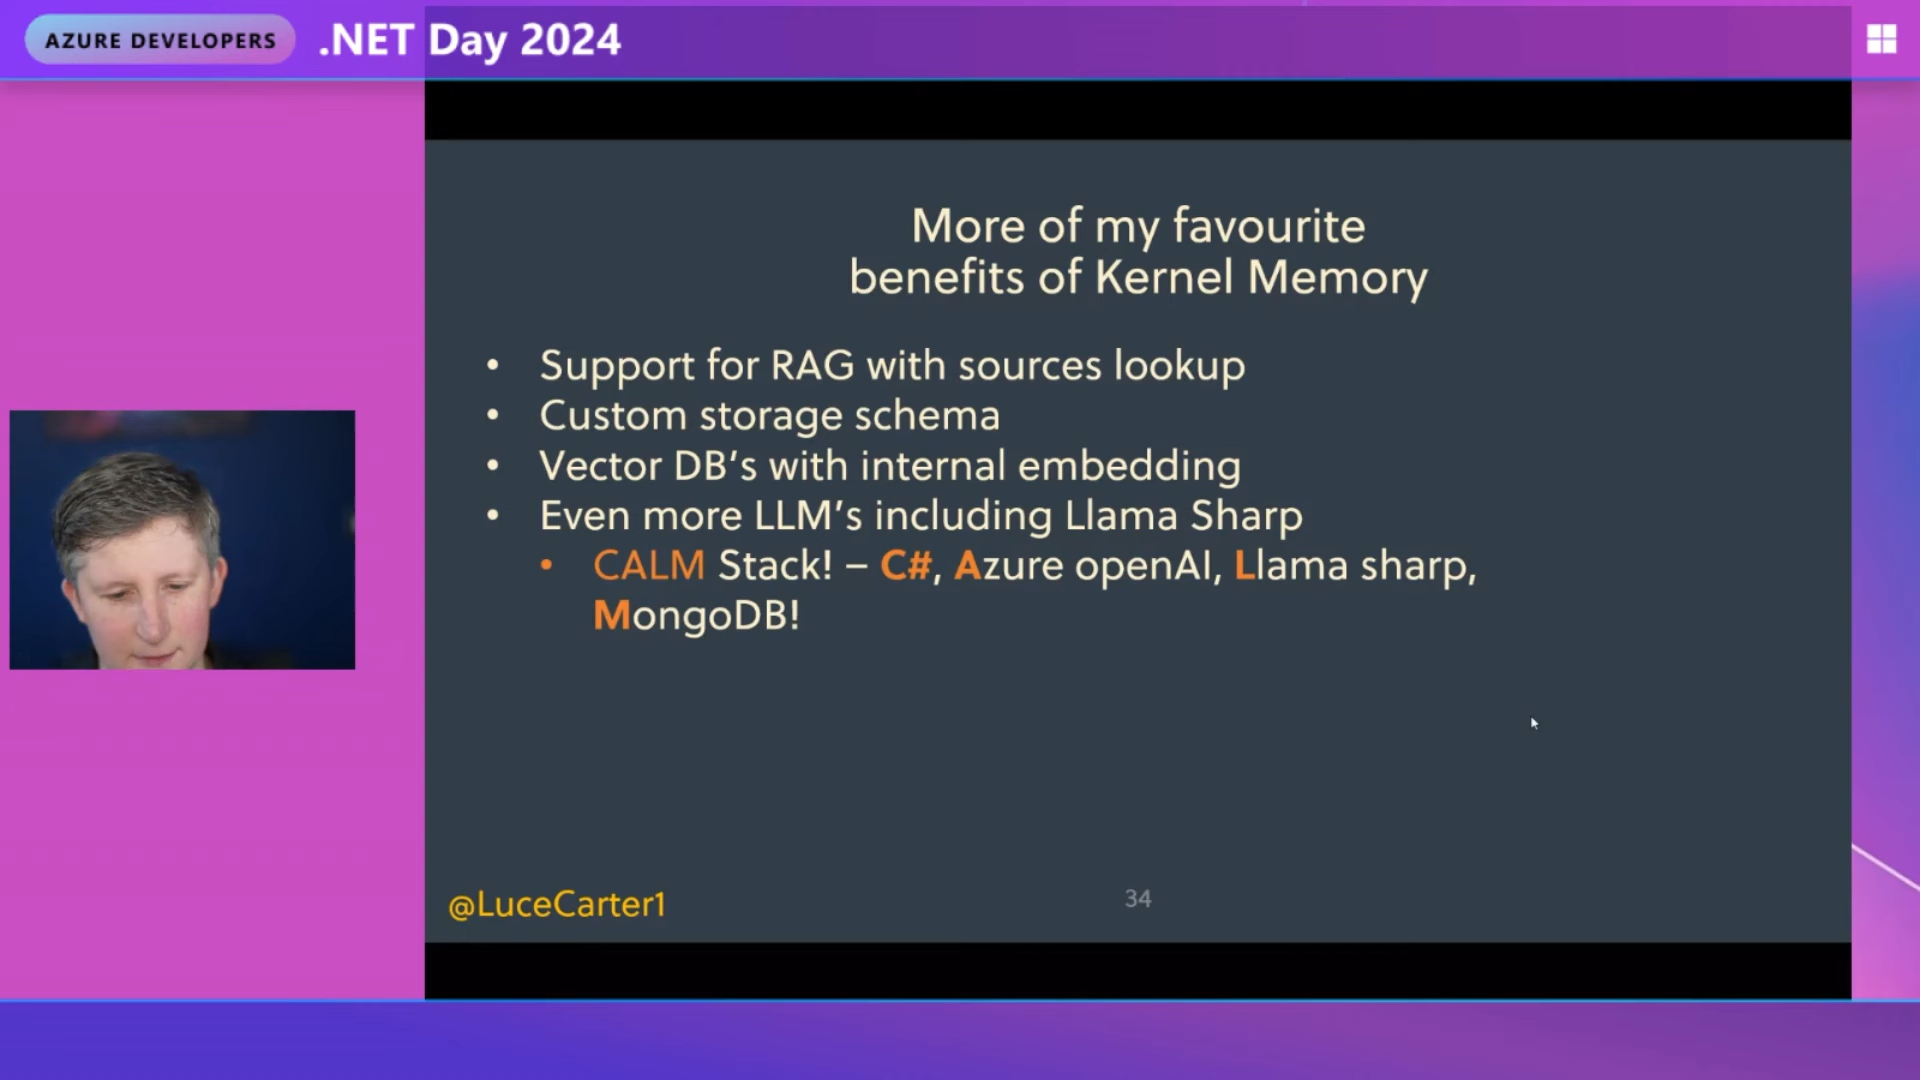 AZURE DEVELOPERS
.NET Day 2024
More of my favourite
benefits of Kernel Memory
• Support for RAG with sources lookup
• Custom storage schema
• Vector DB’s with internal embedding
• Even more LLM’s including Llama Sharp
• CALM Stack! – C#, Azure openAI, Llama sharp,
MongoDB!
@LuceCarter1
34